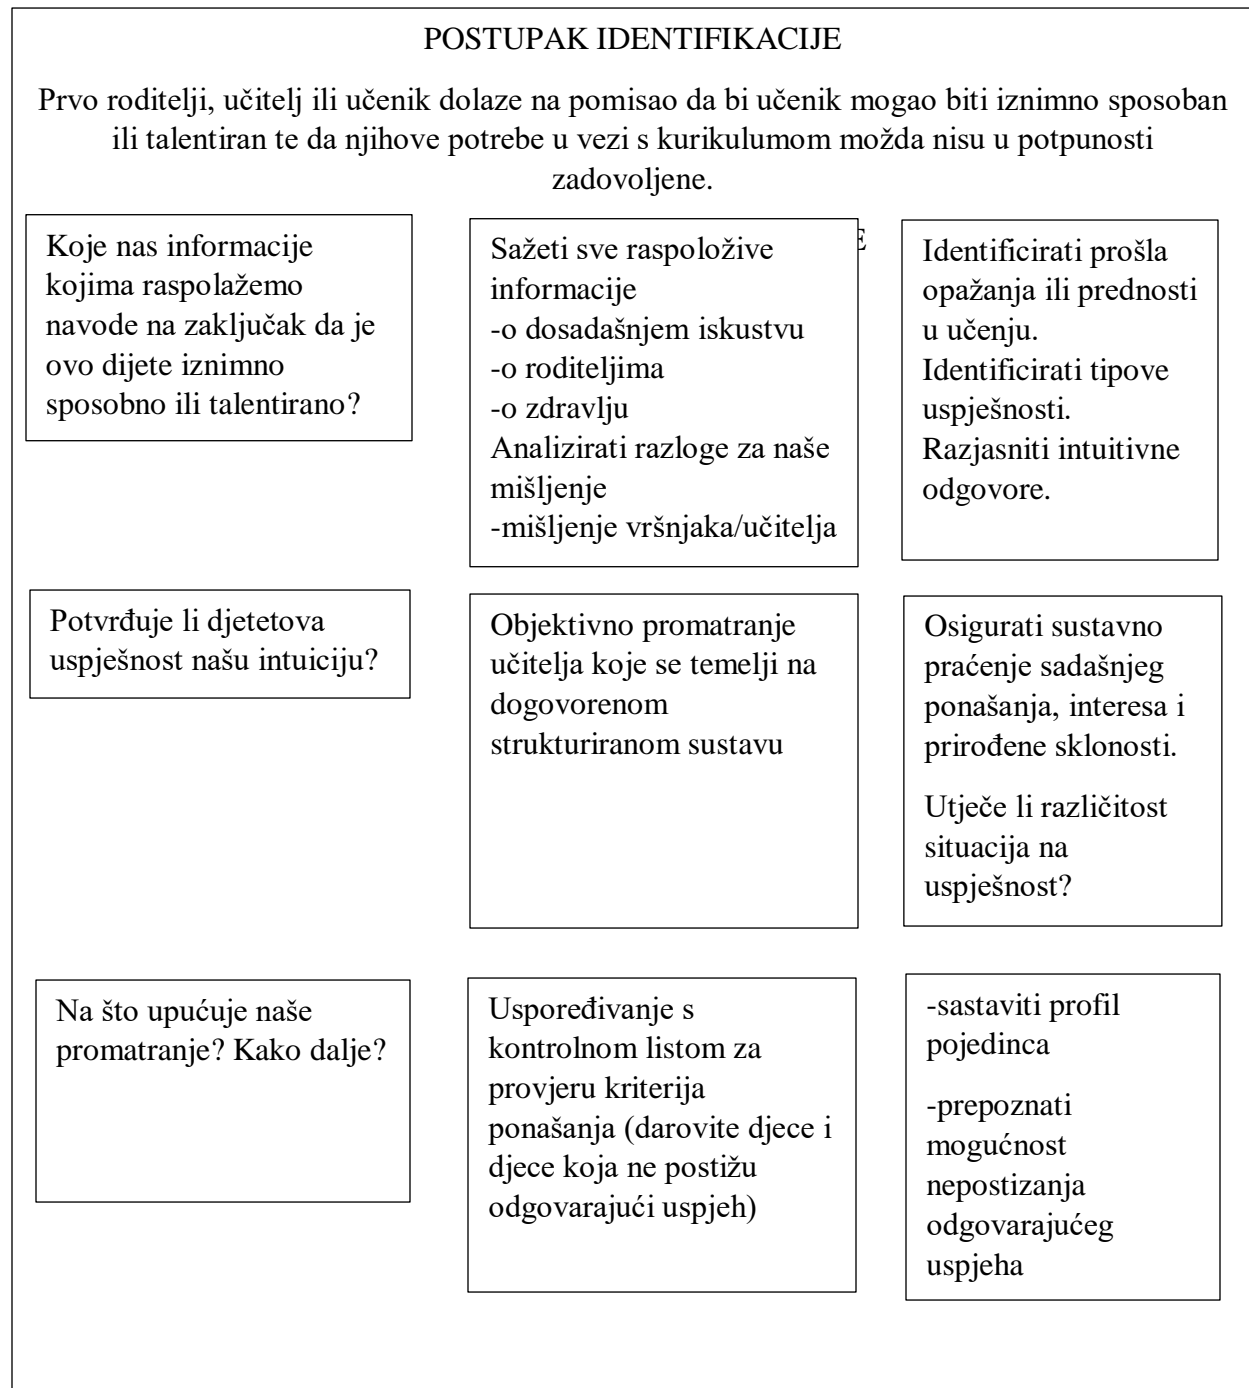 POSTUPAK IDENTIFIKACIJE
Prvo roditelji, učitelj ili učenik dolaze na pomisao da bi učenik mogao biti iznimno sposoban
ili talentiran te da njihove potrebe u vezi s kurikulumom možda nisu u potpunosti
zadovoljene.
Koje nas informacije
kojima raspolažemo
navode na zaključak da je
ovo dijete iznimno
sposobno ili talentirano?
Sažeti sve raspoložive
informacije
-o dosadašnjem iskustvu
-o roditeljima
-o zdravlju
Analizirati razloge za naše
mišljenje
-mišljenje vršnjaka/učitelja
Identificirati prošla
opažanja ili prednosti
u učenju.
Identificirati tipove
uspješnosti.
Razjasniti intuitivne
odgovore.
Potvrđuje li djetetova
uspješnost našu intuiciju?
Objektivno promatranje
učitelja koje se temelji na
dogovorenom
strukturiranom sustavu
Osigurati sustavno
praćenje sadašnjeg
ponašanja, interesa i
prirođene sklonosti.
Utječe li različitost
situacija na
uspješnost?
Na što upućuje naše
promatranje? Kako dalje?
Uspoređivanje s
kontrolnom listom za
provjeru kriterija
ponašanja (darovite djece i
djece koja ne postižu
odgovarajući uspjeh)
-sastaviti profil
pojedinca
-prepoznati
mogućnost
nepostizanja
odgovarajućeg
uspjeha